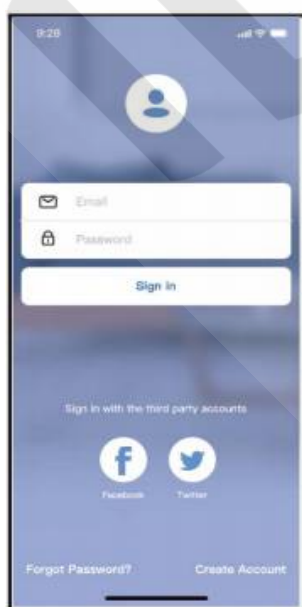 9:28
Email
Password
Sign in
Sign in with the third party accounts
Facebook Twitter
Forgot Password? Create Account